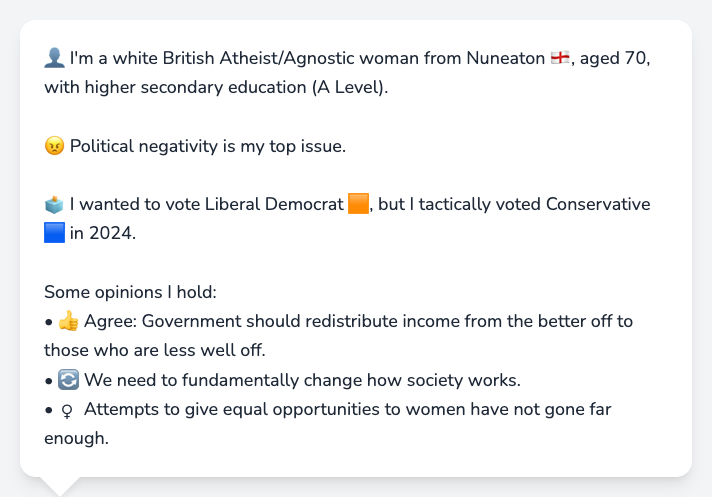 👤 I'm a white British Atheist/Agnostic woman from Nuneaton 🏴󠁧󠁢󠁥󠁮󠁧󠁿, aged 70,
with higher secondary education (A Level).
😠 Political negativity is my top issue.
🗳️ I wanted to vote Liberal Democrat 🟧, but I tactically voted Conservative
🟦 in 2024.
Some opinions I hold:
• 👍 Agree: Government should redistribute income from the better off to
those who are less well off.
• 🔄 We need to fundamentally change how society works.
• ♀ Attempts to give equal opportunities to women have not gone far
enough.